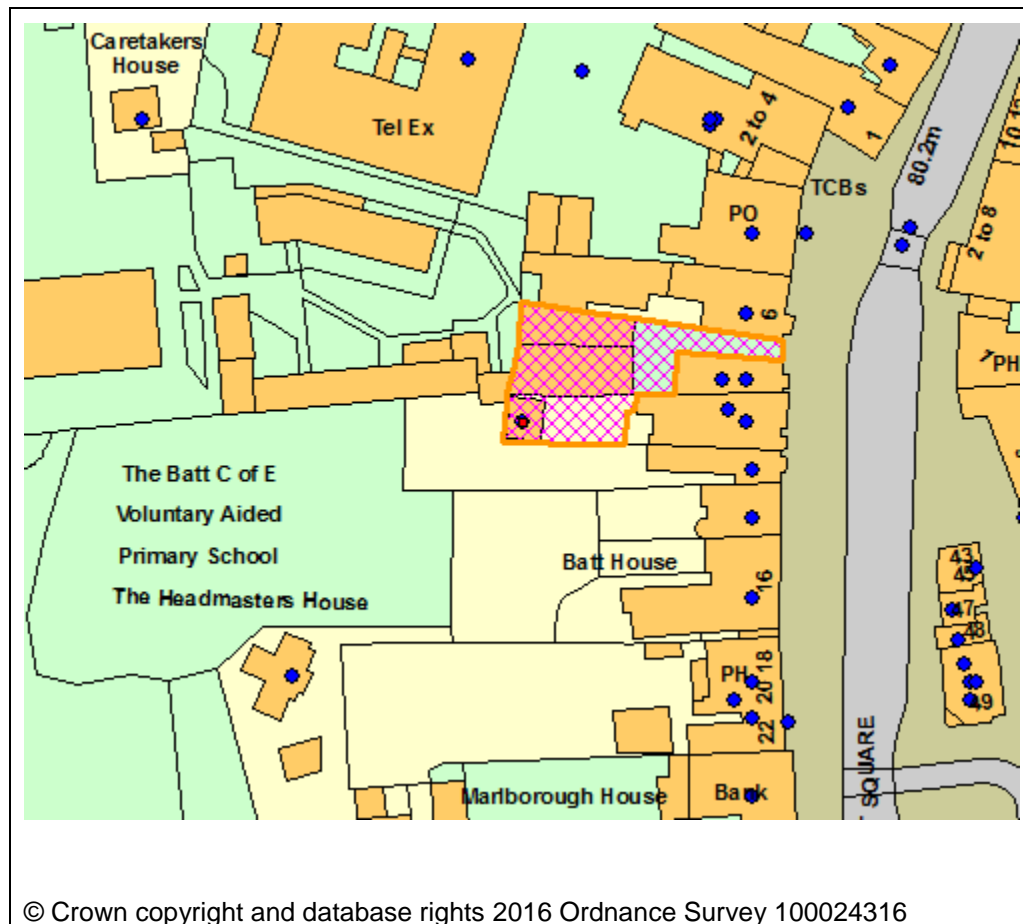 Caretakers
House
Tel Ex
2 to 4
1
80.2m
TCBs
PO
2 to 8
6
PH
The Batt C of E
Voluntary Aided
Primary School
The Headmasters House
Batt House
16
43
45
47
48
49
PH
18
20
22
SQUARE
Marlborough House
Bank
© Crown copyright and database rights 2016 Ordnance Survey 100024316